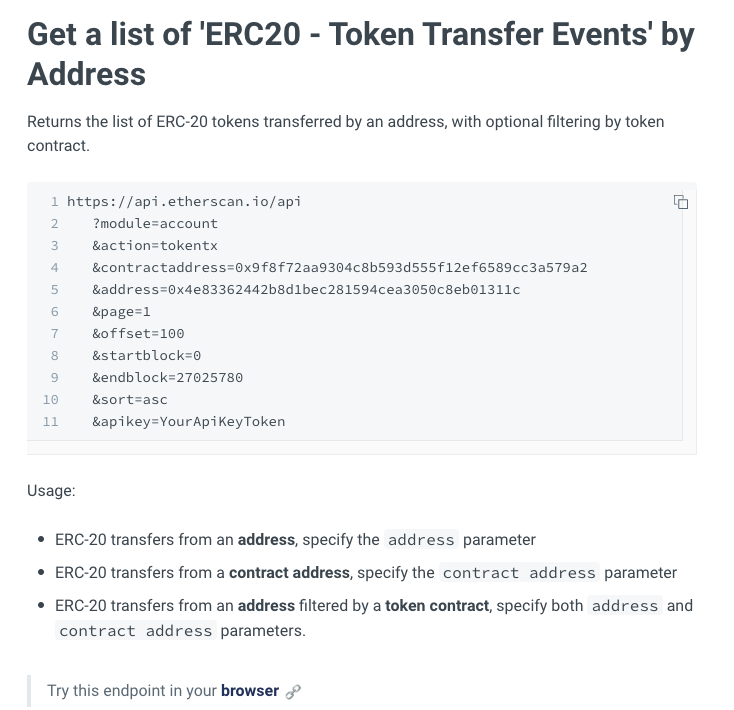 Get a list of 'ERC20 - Token Transfer Events' by
Address
Returns the list of ERC-20 tokens transferred by an address, with optional filtering by token
contract.
1 https://api.etherscan.io/api
2 ?module=account
3 &action=tokentx
4 &contractaddress=0x9f8f72aa9304c8b593d555f12ef6589cc3a579a2
5 &address=0x4e83362442b8d1bec281594cea3050c8eb01311c
6 &page=1
7 &offset=100
8 &startblock=0
9 &endblock=27025780
10 &sort=asc
11 &apikey=YourApiKeyToken
Usage:
• ERC-20 transfers from an address, specify the address parameter
• ERC-20 transfers from a contract address, specify the contract address parameter
• ERC-20 transfers from an address filtered by a token contract, specify both address and
contract address parameters.
Try this endpoint in your browser 🔗